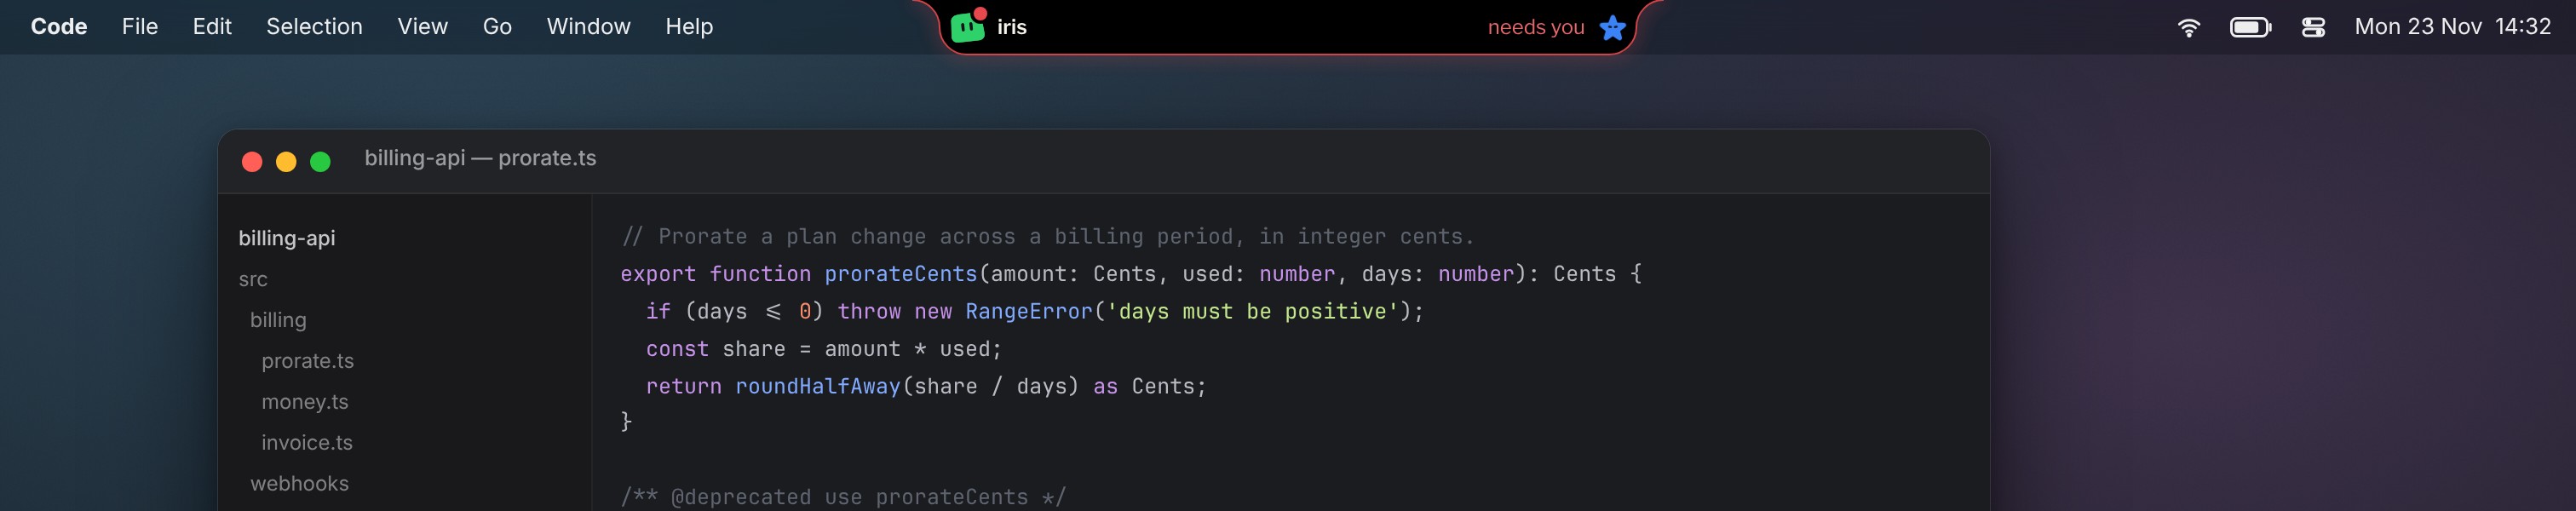 Code File Edit Selection View Go Window Help
iris
needs you
Mon 23 Nov 14:32
billing-api — prorate.ts
billing-api
src
billing
prorate.ts
money.ts
invoice.ts
webhooks
// Prorate a plan change across a billing period, in integer cents.
export function prorateCents(amount: Cents, used: number, days: number): Cents {
if (days <= 0) throw new RangeError('days must be positive');
const share = amount * used;
return roundHalfAway(share / days) as Cents;
}
/** @deprecated use prorateCents */